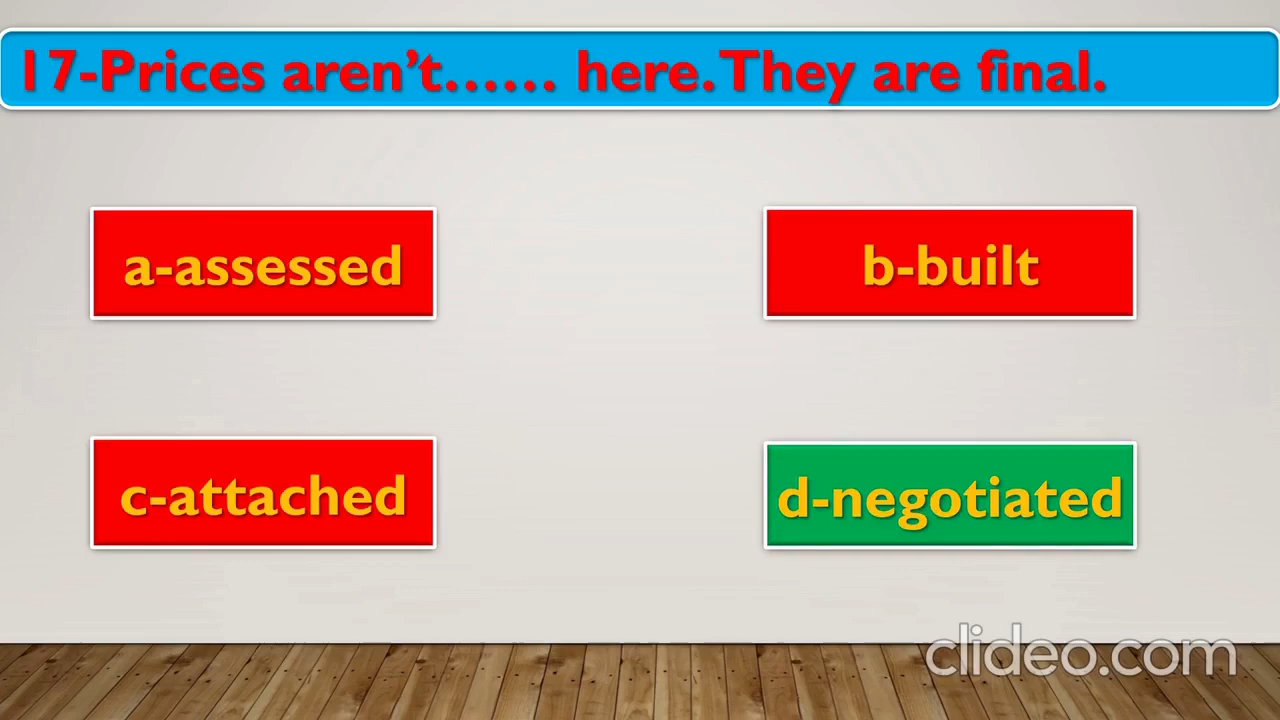 17-Prices aren’t...... here. They are final.
a-assessed
b-built
c-attached
d-negotiated
clideo.com